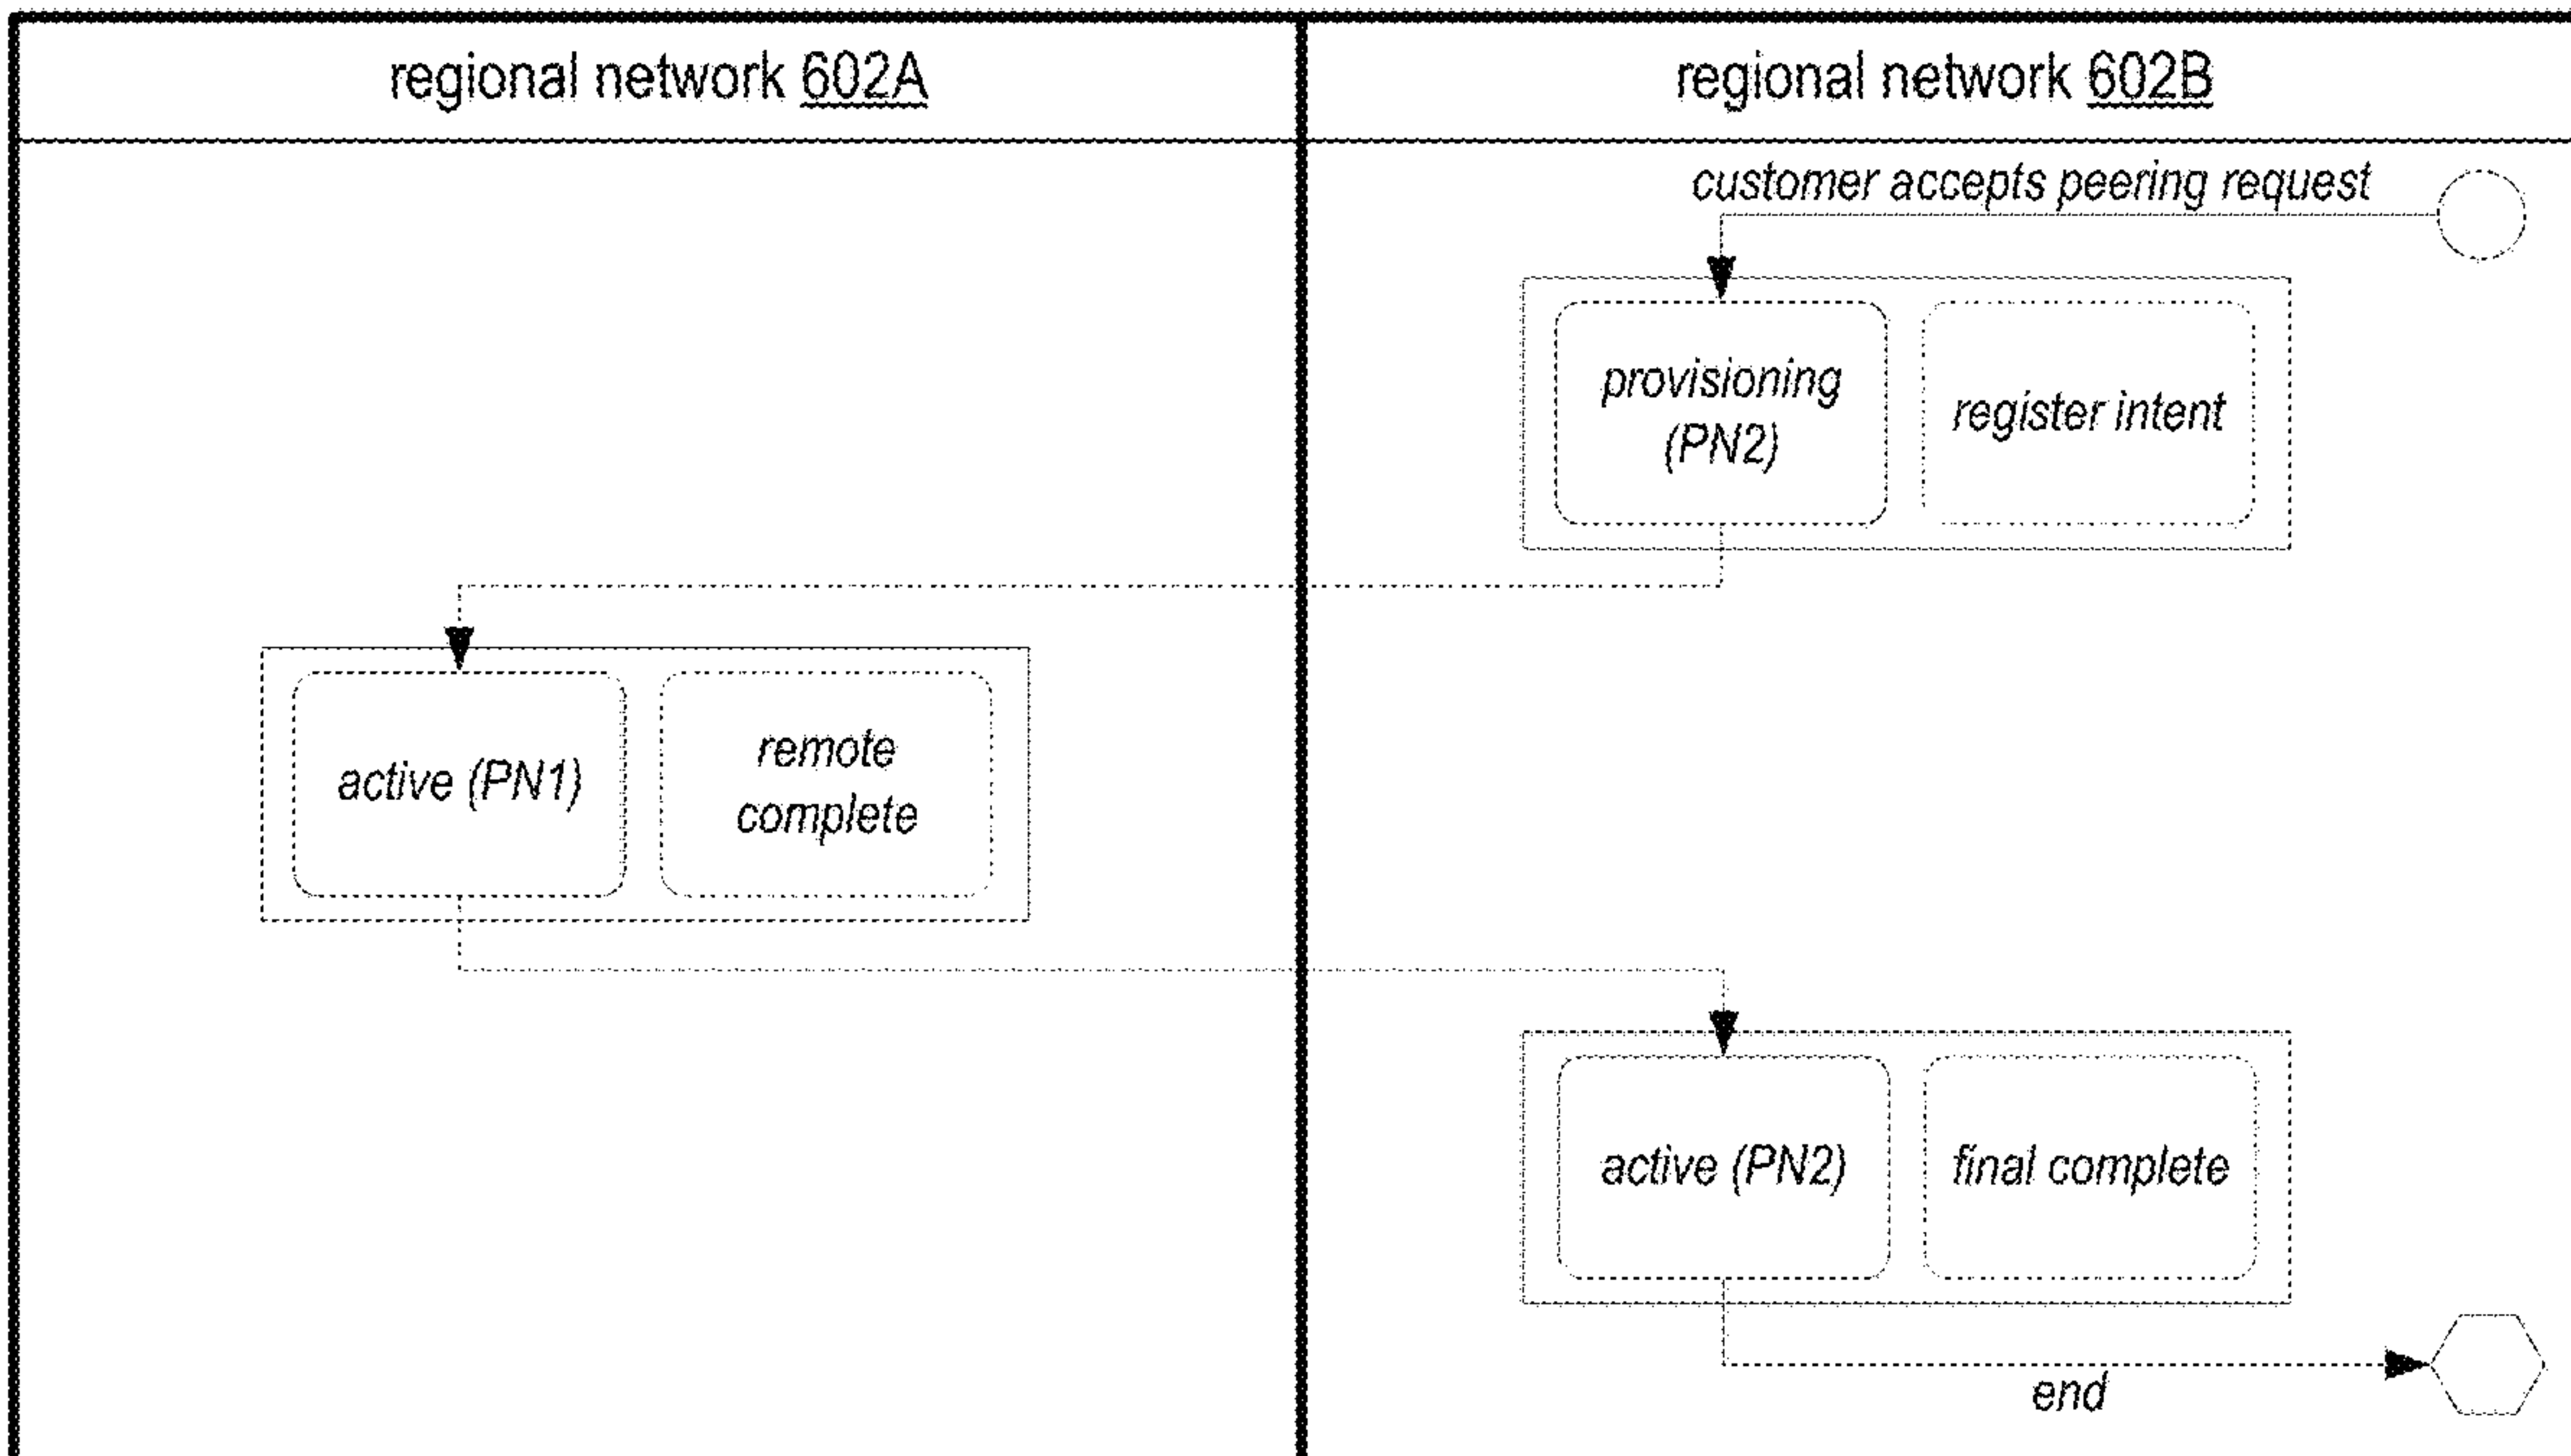 regional network 602A
regional network 602B
customer accepts peering request
provisioning
(PN2)
register intent
active (PN1)
remote
complete
active (PN2)
final complete
end